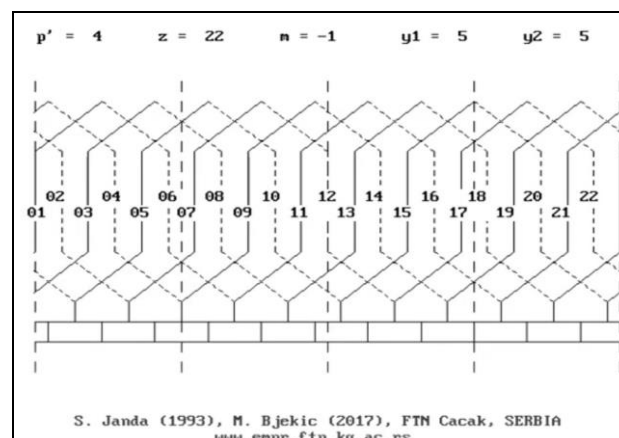 p' = 4 z = 22 m = -1 y1 = 5 y2 = 5
02 04 06 08 10 12 14 16 18 20 22
01 03 05 07 09 11 13 15 17 19 21
S. Janda (1993), M. Bjekic (2017), FTN Cacak, SERBIA